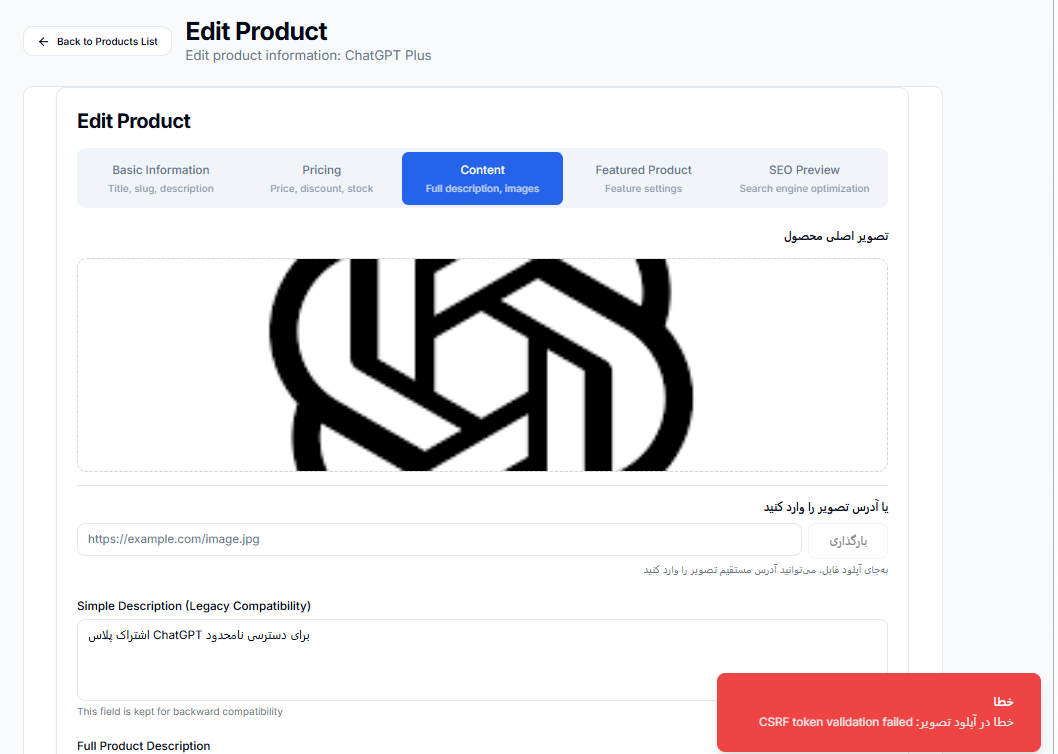 Back to Products List
Edit Product
Edit product information: ChatGPT Plus
Edit Product
Basic Information
Title, slug, description
Pricing
Price, discount, stock
Content
Full description, images
Featured Product
Feature settings
SEO Preview
Search engine optimization
تصویر اصلی محصول
یا آدرس تصویر را وارد کنید
https://example.com/image.jpg
بارگذاری
به‌جای آپلود فایل، می‌توانید آدرس مستقیم تصویر را وارد کنید
Simple Description (Legacy Compatibility)
اشتراک پلاس ChatGPT برای دسترسی نامحدود
This field is kept for backward compatibility
Full Product Description
خطا
خطا در آپلود تصویر: CSRF token validation failed